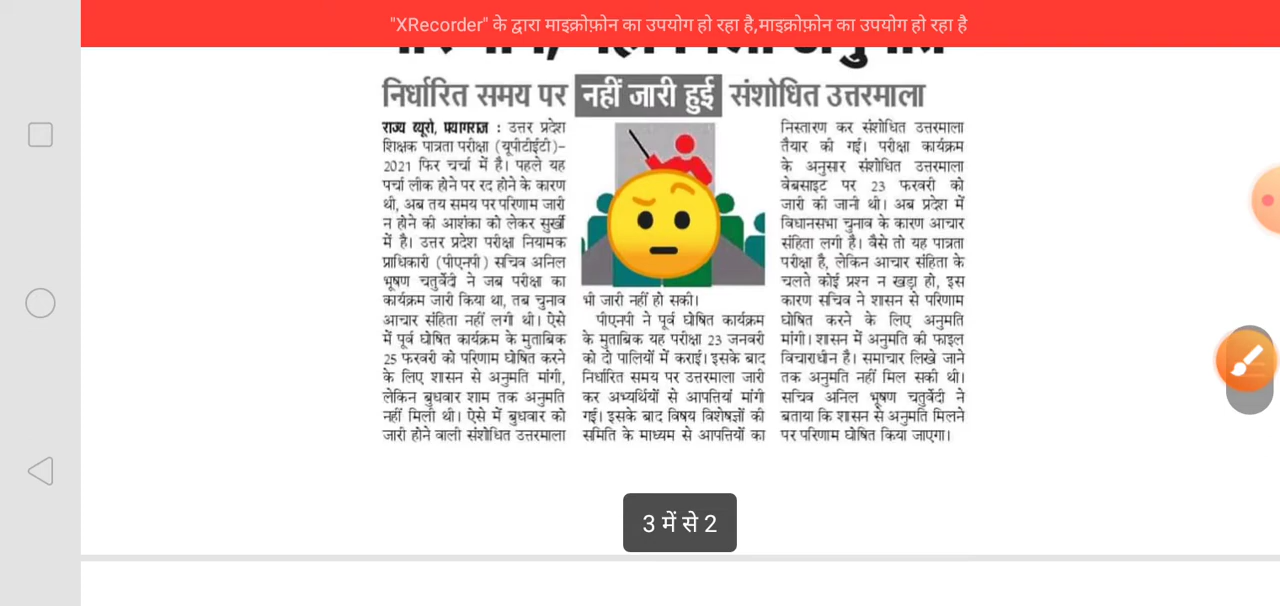 "XRecorder" के द्वारा माइक्रोफ़ोन का उपयोग हो रहा है,माइक्रोफ़ोन का उपयोग हो रहा है
निर्धारित समय पर नहीं जारी हुई संशोधित उत्तरमाला
राज्य ब्यूरो, प्रयागराज : उत्तर प्रदेश
शिक्षक पात्रता परीक्षा (यूपीटीईटी)-
2021 फिर चर्चा में है। पहले यह
पर्चा लीक होने पर रद होने के कारण
थी, अब तय समय पर परिणाम जारी
न होने की आशंका को लेकर सुर्खी
में है। उत्तर प्रदेश परीक्षा नियामक
प्राधिकारी (पीएनपी) सचिव अनिल
भूषण चतुर्वेदी ने जब परीक्षा का
कार्यक्रम जारी किया था, तब चुनाव
आचार संहिता नहीं लगी थी। ऐसे
में पूर्व घोषित कार्यक्रम के मुताबिक
25 फरवरी को परिणाम घोषित करने
के लिए शासन से अनुमति मांगी,
लेकिन बुधवार शाम तक अनुमति
नहीं मिली थी। ऐसे में बुधवार को
जारी होने वाली संशोधित उत्तरमाला
भी जारी नहीं हो सकी।
पीएनपी ने पूर्व घोषित कार्यक्रम
के मुताबिक यह परीक्षा 23 जनवरी
को दो पालियों में कराई। इसके बाद
निर्धारित समय पर उत्तरमाला जारी
कर अभ्यर्थियों से आपत्तियां मांगी
गई। इसके बाद विषय विशेषज्ञों की
समिति के माध्यम से आपत्तियों का
निस्तारण कर संशोधित उत्तरमाला
तैयार की गई। परीक्षा कार्यक्रम
के अनुसार संशोधित उत्तरमाला
वेबसाइट पर 23 फरवरी को
जारी की जानी थी। अब प्रदेश में
विधानसभा चुनाव के कारण आचार
संहिता लगी है। वैसे तो यह पात्रता
परीक्षा है, लेकिन आचार संहिता के
चलते कोई प्रश्न न खड़ा हो, इस
कारण सचिव ने शासन से परिणाम
घोषित करने के लिए अनुमति
मांगी। शासन में अनुमति की फाइल
विचाराधीन है। समाचार लिखे जाने
तक अनुमति नहीं मिल सकी थी।
सचिव अनिल भूषण चतुर्वेदी ने
बताया कि शासन से अनुमति मिलने
पर परिणाम घोषित किया जाएगा।
3 में से 2